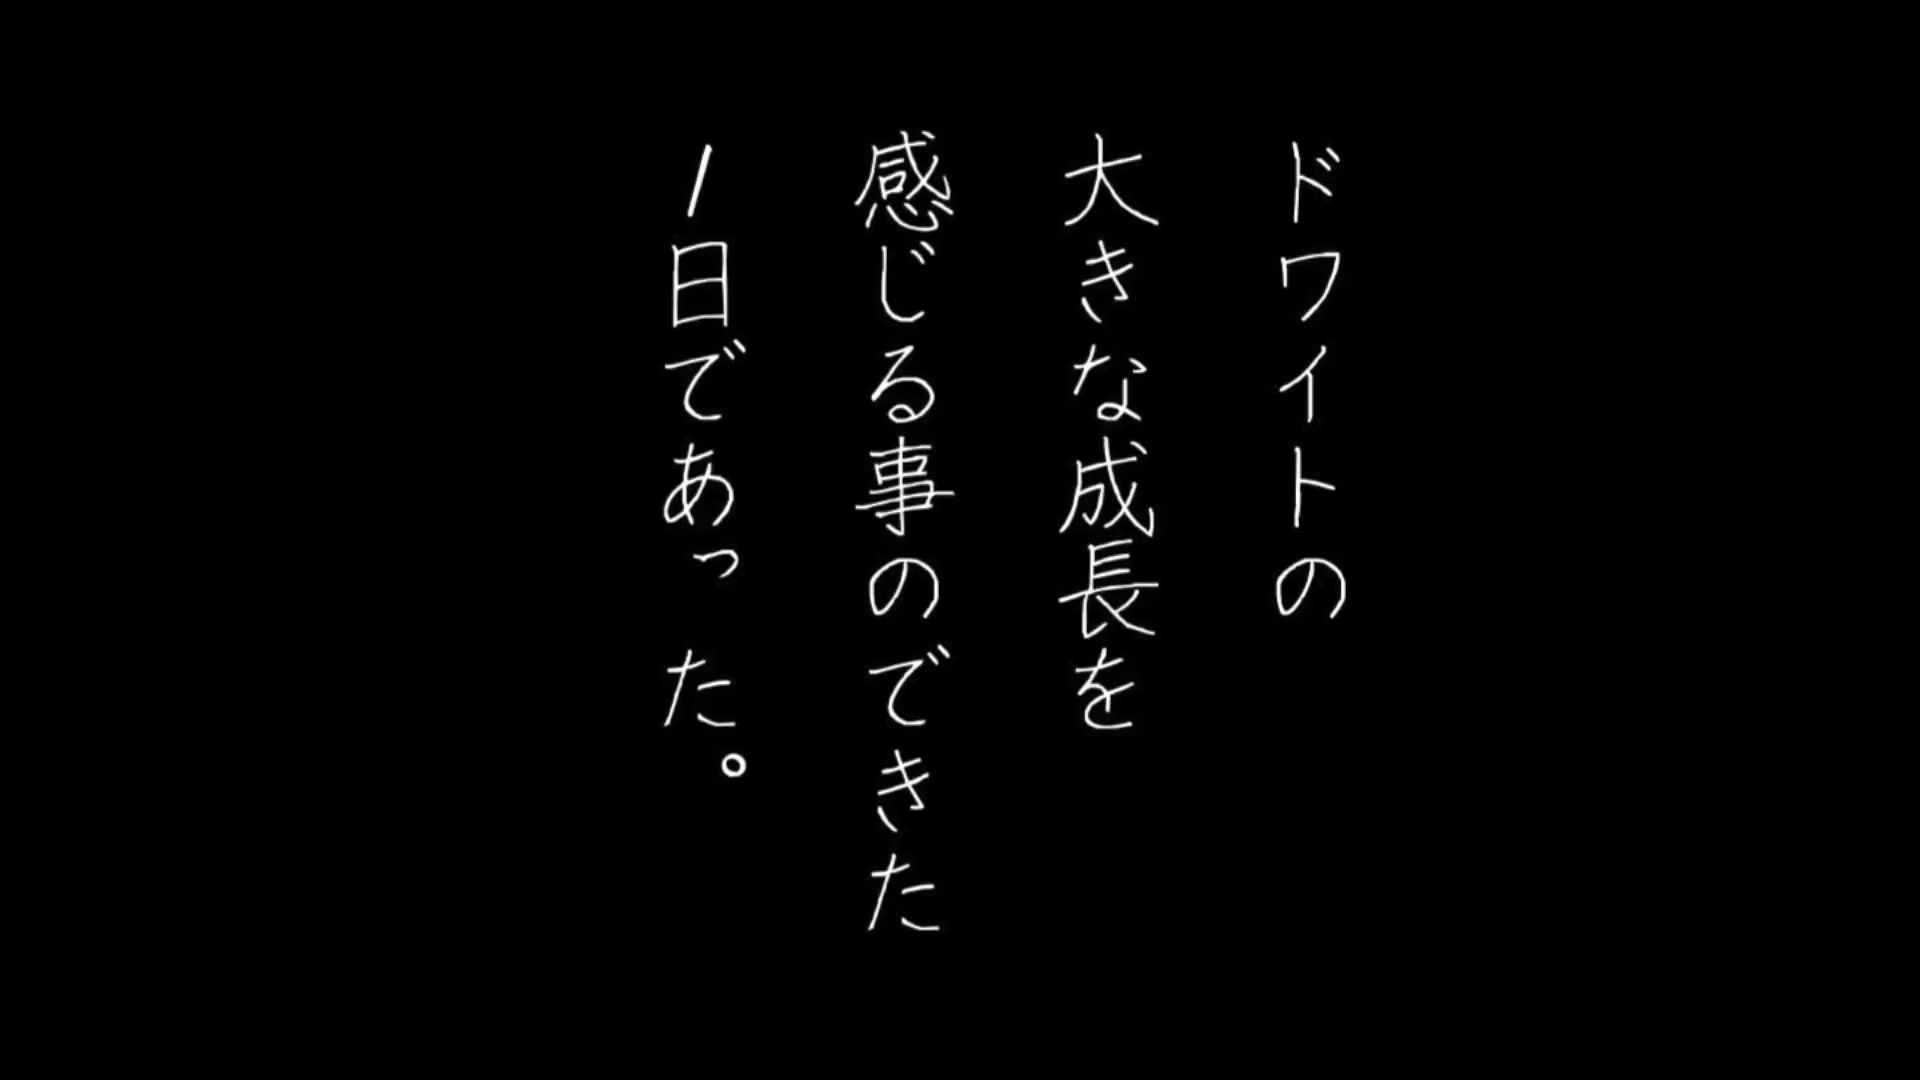 ドワイトの
大きな成長を
感じる事のできた
1日であった。